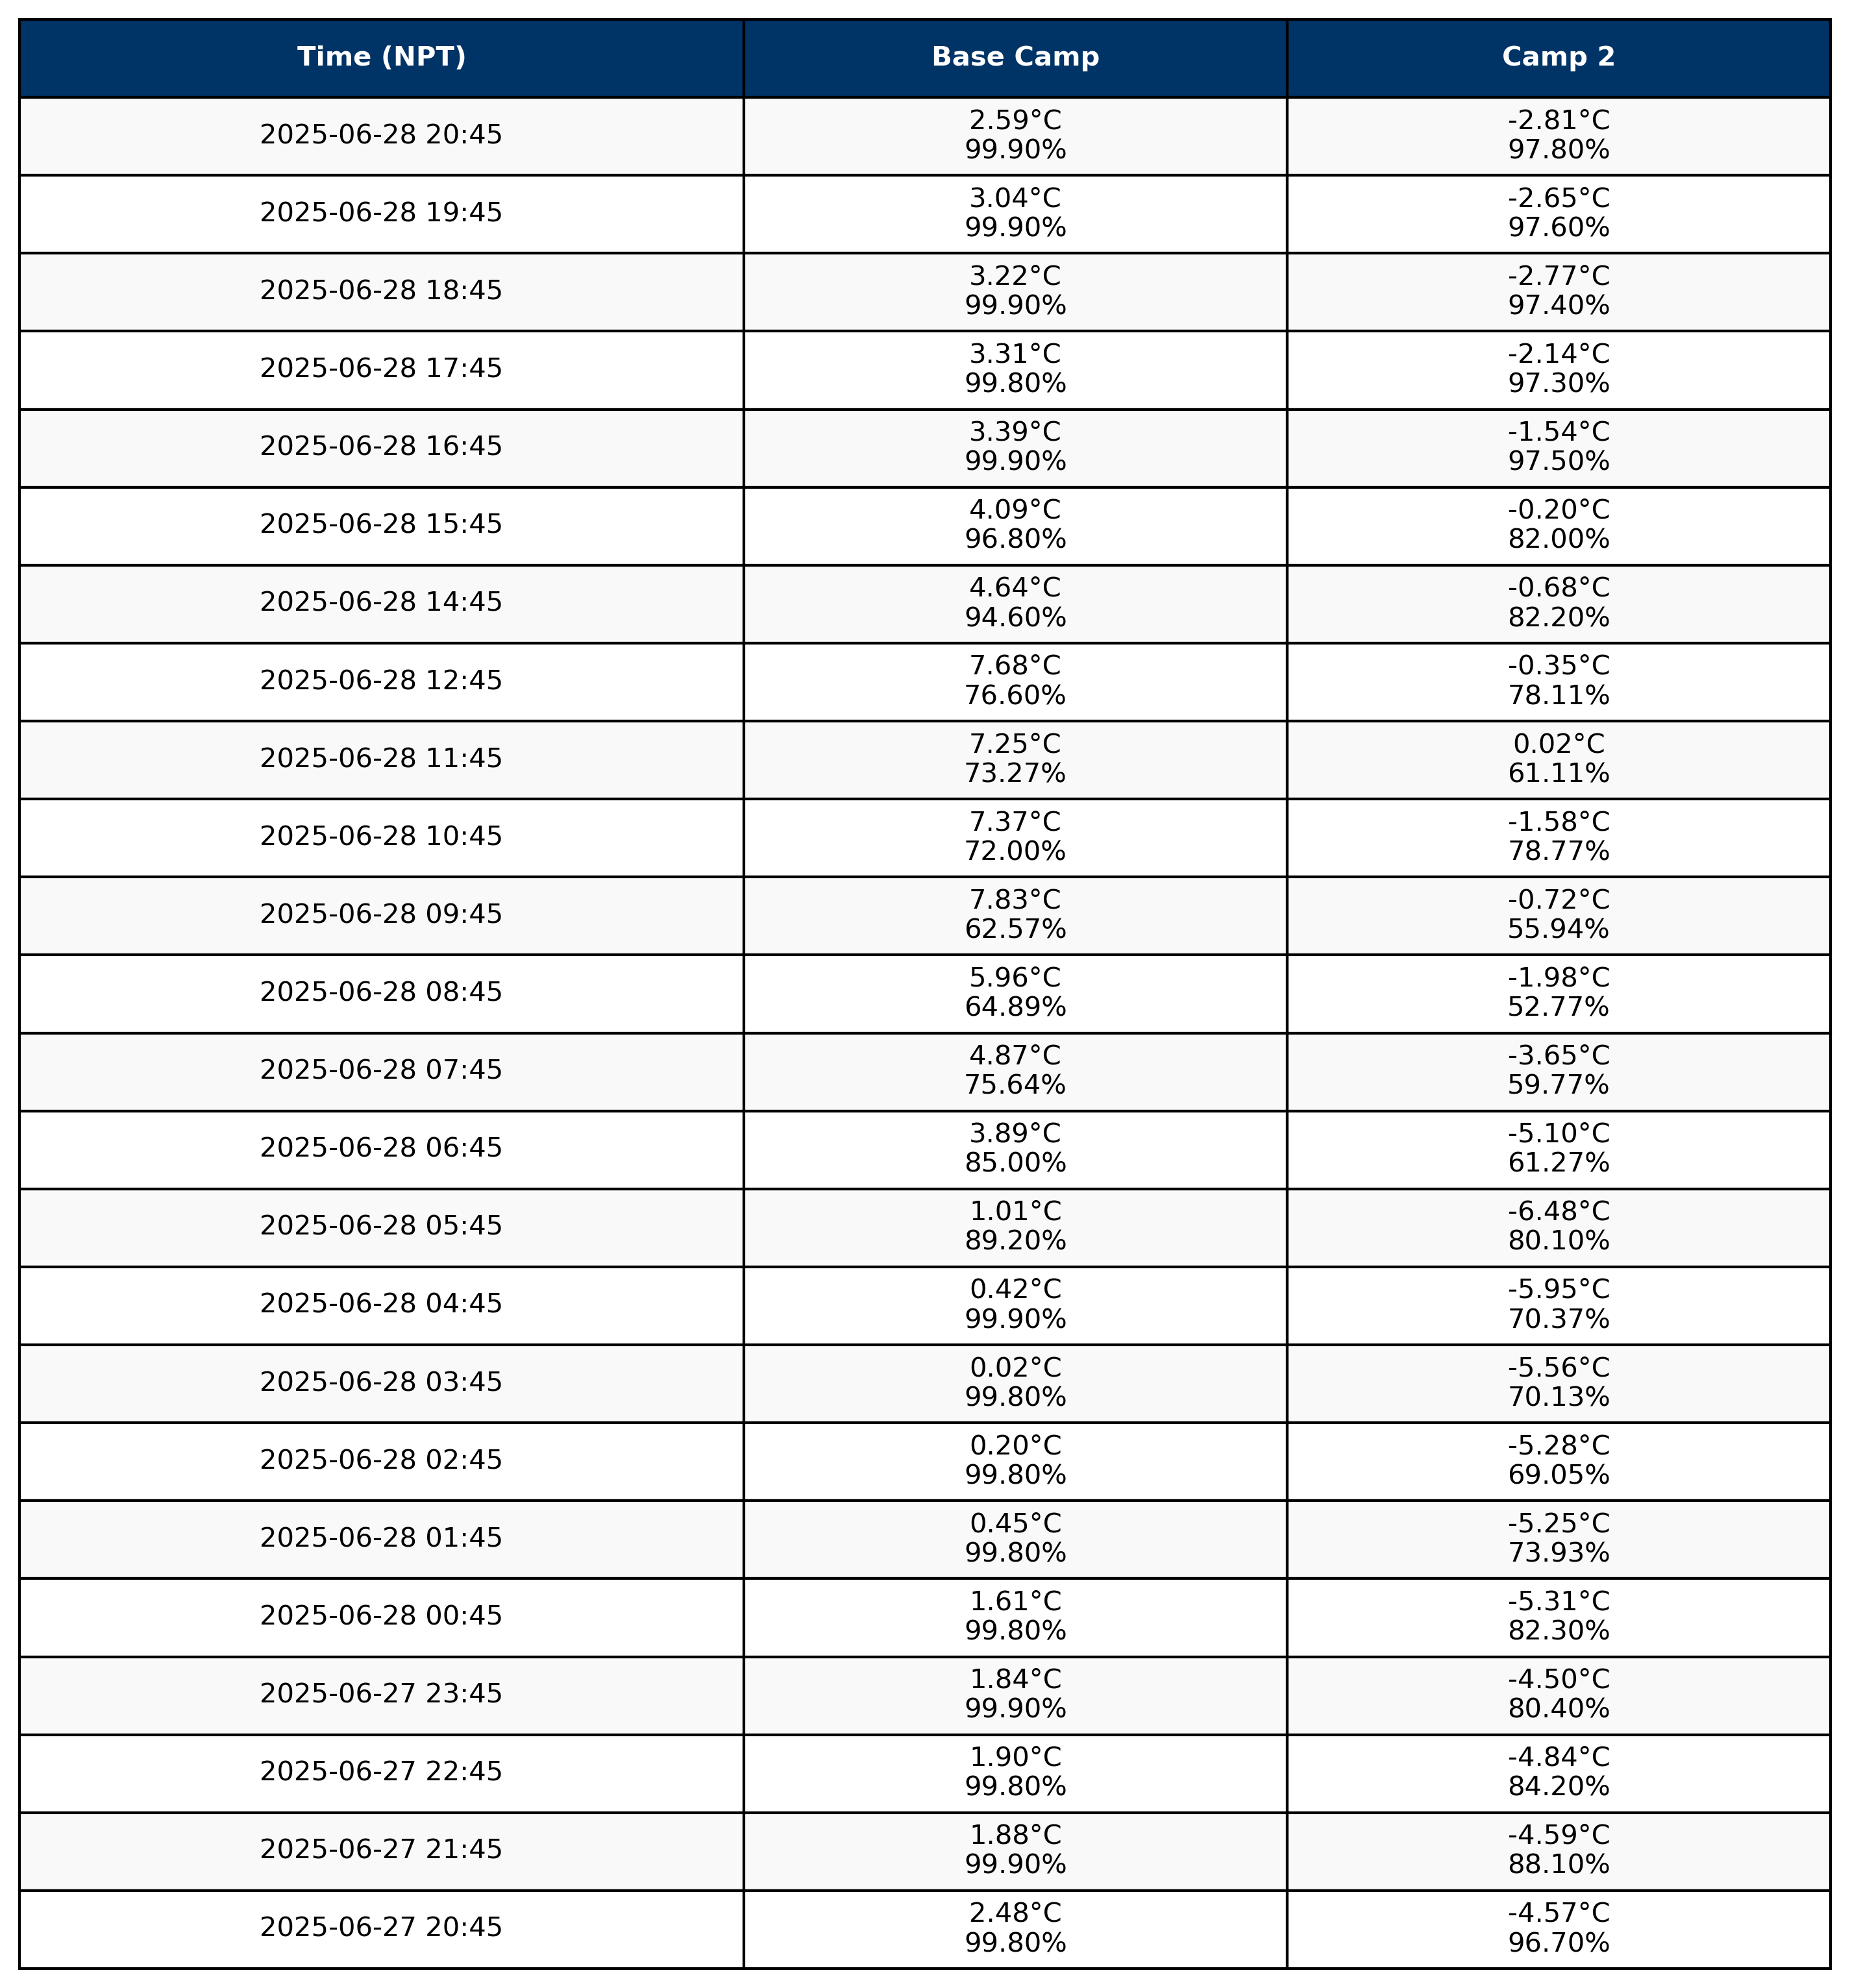 Time (NPT) Base Camp Camp 2
2025-06-28 20:45 2.59°C -2.81°C
99.90% 97.80%
2025-06-28 19:45 3.04°C -2.65°C
99.90% 97.60%
2025-06-28 18:45 3.22°C -2.77°C
99.90% 97.40%
2025-06-28 17:45 3.31°C -2.14°C
99.80% 97.30%
2025-06-28 16:45 3.39°C -1.54°C
99.90% 97.50%
2025-06-28 15:45 4.09°C -0.20°C
96.80% 82.00%
2025-06-28 14:45 4.64°C -0.68°C
94.60% 82.20%
2025-06-28 12:45 7.68°C -0.35°C
76.60% 78.11%
2025-06-28 11:45 7.25°C 0.02°C
73.27% 61.11%
2025-06-28 10:45 7.37°C -1.58°C
72.00% 78.77%
2025-06-28 09:45 7.83°C -0.72°C
62.57% 55.94%
2025-06-28 08:45 5.96°C -1.98°C
64.89% 52.77%
2025-06-28 07:45 4.87°C -3.65°C
75.64% 59.77%
2025-06-28 06:45 3.89°C -5.10°C
85.00% 61.27%
2025-06-28 05:45 1.01°C -6.48°C
89.20% 80.10%
2025-06-28 04:45 0.42°C -5.95°C
99.90% 70.37%
2025-06-28 03:45 0.02°C -5.56°C
99.80% 70.13%
2025-06-28 02:45 0.20°C -5.28°C
99.80% 69.05%
2025-06-28 01:45 0.45°C -5.25°C
99.80% 73.93%
2025-06-28 00:45 1.61°C -5.31°C
99.80% 82.30%
2025-06-27 23:45 1.84°C -4.50°C
99.90% 80.40%
2025-06-27 22:45 1.90°C -4.84°C
99.80% 84.20%
2025-06-27 21:45 1.88°C -4.59°C
99.90% 88.10%
2025-06-27 20:45 2.48°C -4.57°C
99.80% 96.70%